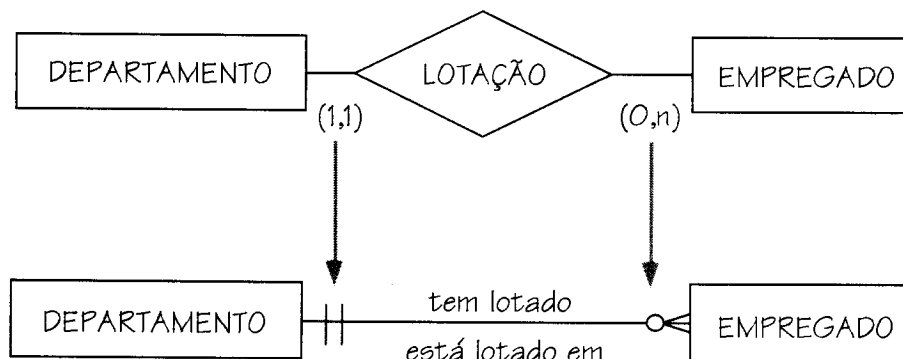 DEPARTAMENTO LOTAÇÃO EMPREGADO
(1,1) (0,n)
tem lotado
DEPARTAMENTO EMPREGADO
está lotado em